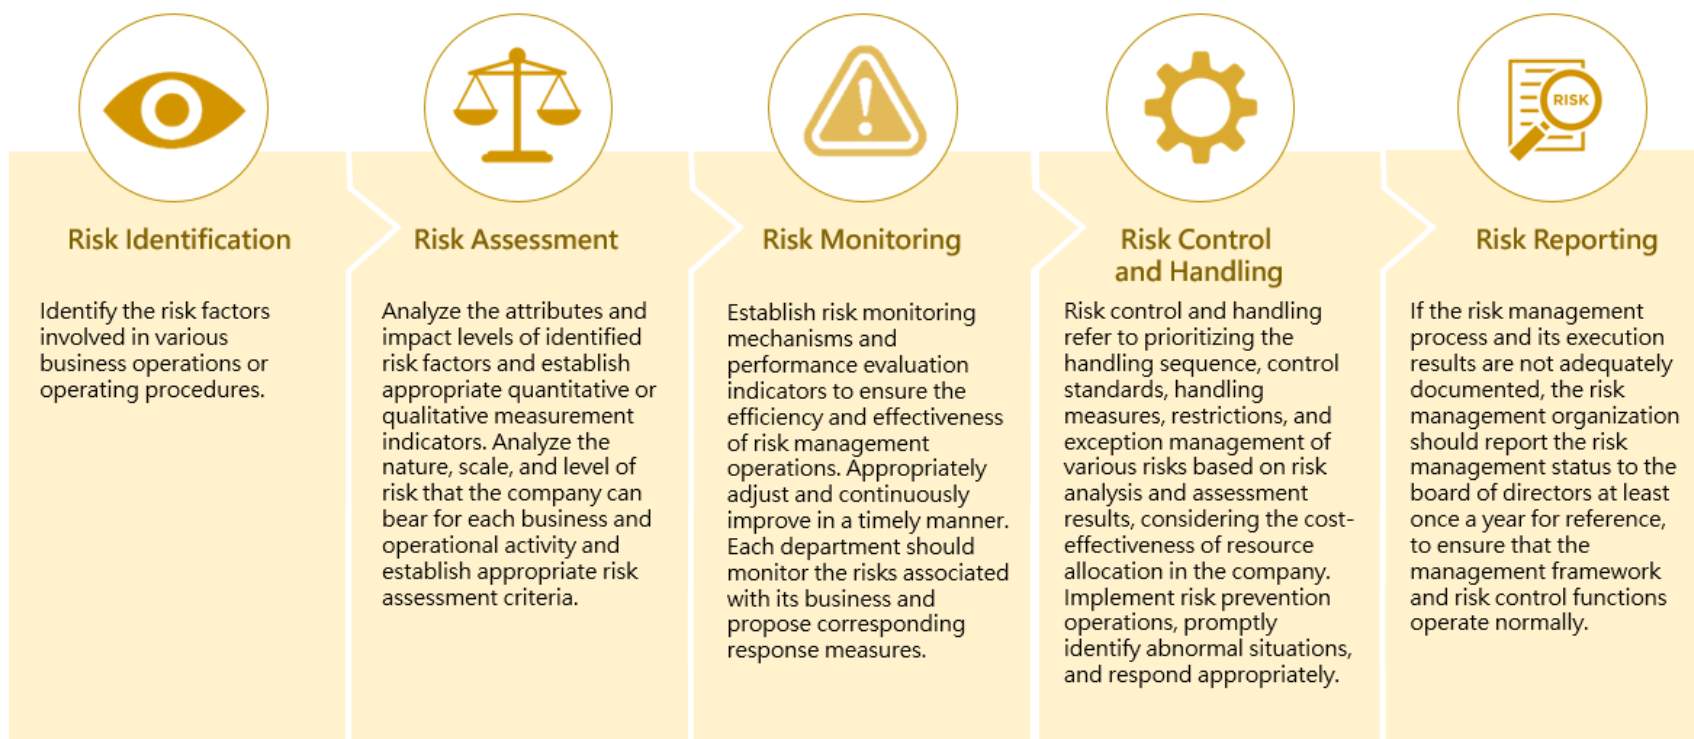 Risk Identification
Identify the risk factors
involved in various
business operations or
operating procedures.
Risk Assessment
Analyze the attributes and
impact levels of identified
risk factors and establish
appropriate quantitative or
qualitative measurement
indicators. Analyze the
nature, scale, and level of
risk that the company can
bear for each business and
operational activity and
establish appropriate risk
assessment criteria.
Risk Monitoring
Establish risk monitoring
mechanisms and
performance evaluation
indicators to ensure the
efficiency and effectiveness
of risk management
operations. Appropriately
adjust and continuously
improve in a timely manner.
Each department should
monitor the risks associated
with its business and
propose corresponding
response measures.
Risk Control
and Handling
Risk control and handling
refer to prioritizing the
handling sequence, control
standards, handling
measures, restrictions, and
exception management of
various risks based on risk
analysis and assessment
results, considering the cost-
effectiveness of resource
allocation in the company.
Implement risk prevention
operations, promptly
identify abnormal situations,
and respond appropriately.
RISK
Risk Reporting
If the risk management
process and its execution
results are not adequately
documented, the risk
management organization
should report the risk
management status to the
board of directors at least
once a year for reference,
to ensure that the
management framework
and risk control functions
operate normally.